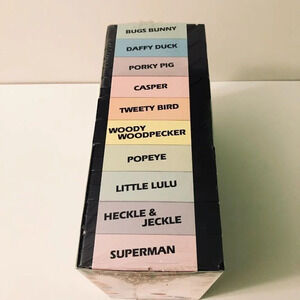 BUGS BUNNY
DAFFY DUCK
PORKY PIG
CASPER
TWEETY BIRD
WOODY
WOODPECKER
POPEYE
LITTLE LULU
HECKLE &
JECKLE
SUPERMAN